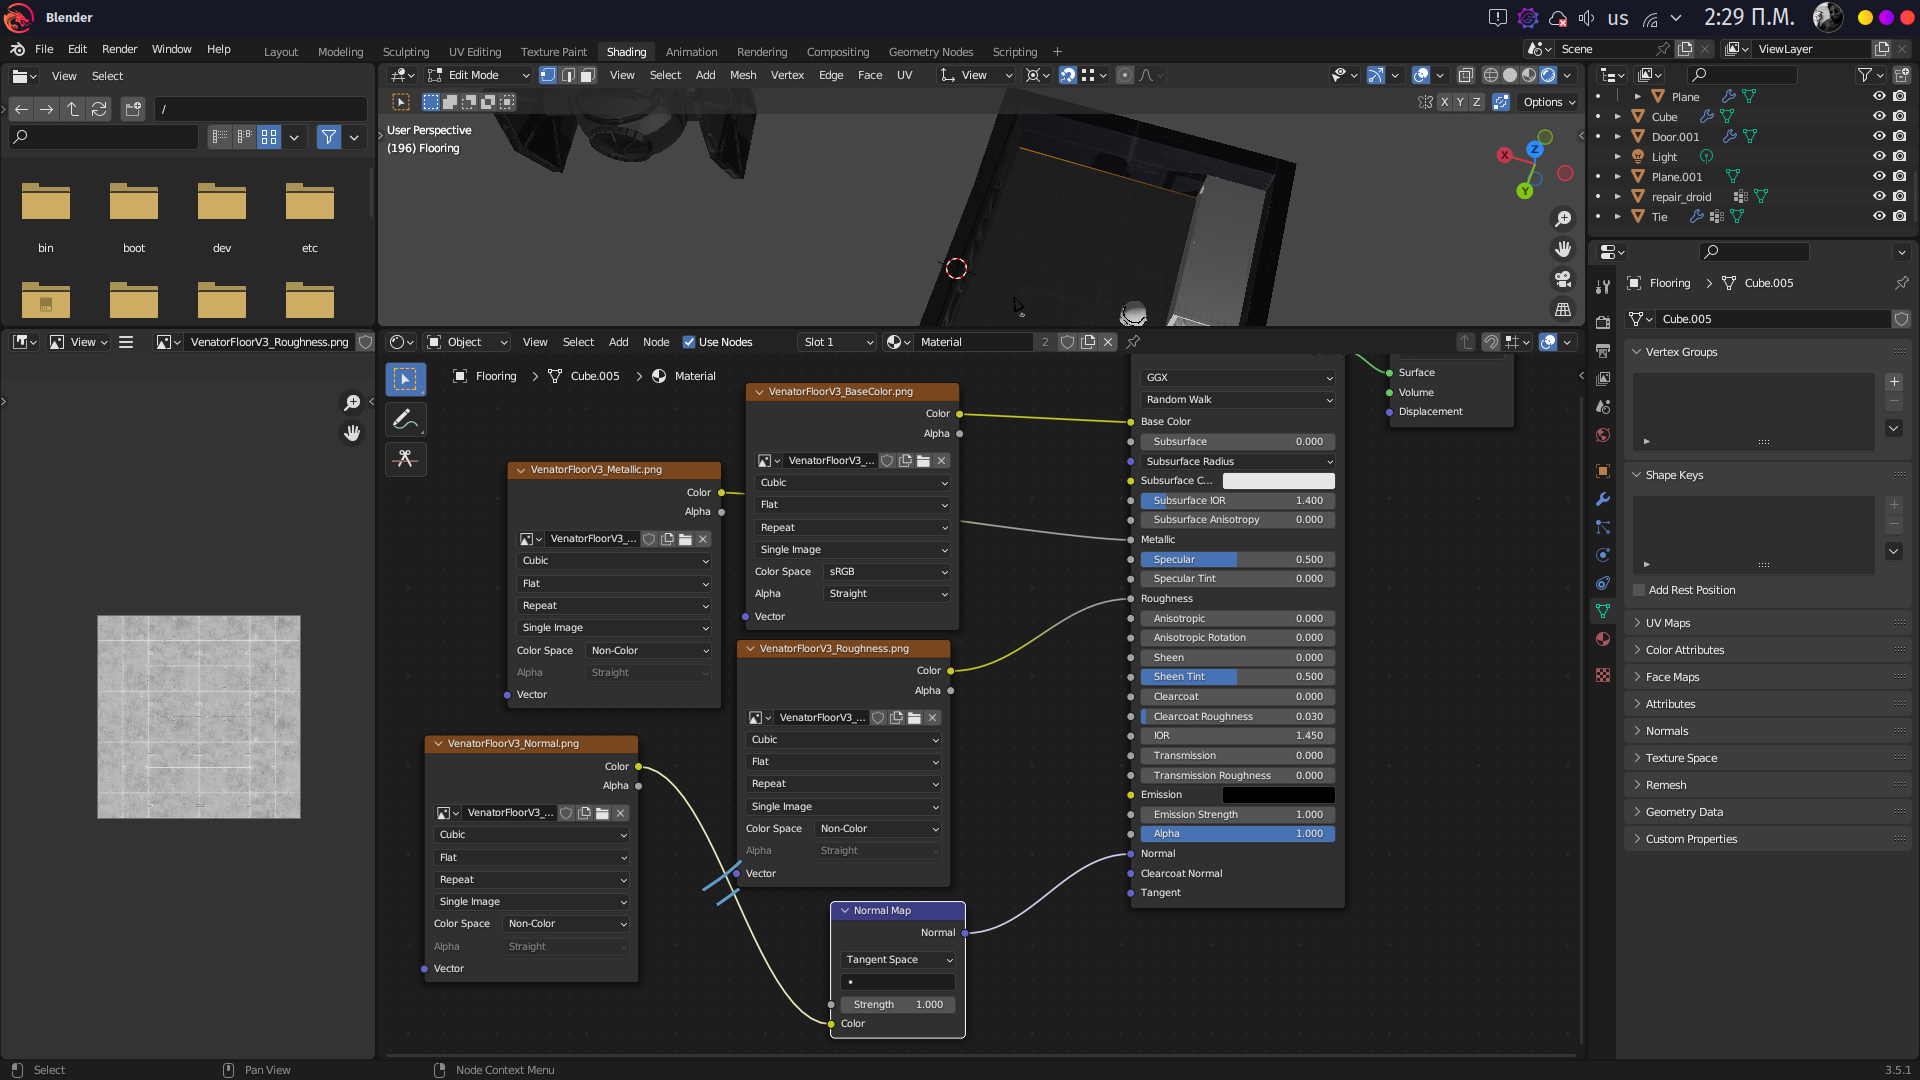 Blender
us
2:29 П.М.
File Edit Render Window Help
Layout Modeling Sculpting UV Editing Texture Paint Shading Animation Rendering Compositing Geometry Nodes Scripting +
Scene
ViewLayer
View Select
/
bin boot dev etc
Edit Mode View Select Add Mesh Vertex Edge Face UV View
X Y Z Options
User Perspective
(196) Flooring
X Z Y
Plane
Cube
Door.001
Light
Plane.001
repair_droid
Tie
Flooring > Cube.005
Cube.005
Vertex Groups
Shape Keys
Add Rest Position
UV Maps
Color Attributes
Face Maps
Attributes
Normals
Texture Space
Remesh
Geometry Data
Custom Properties
View VenatorFloorV3_Roughness.png
Object View Select Add Node Use Nodes Slot 1 Material 2
Flooring > Cube.005 > Material
VenatorFloorV3_BaseColor.png
Color
Alpha
VenatorFloorV3_...
Cubic
Flat
Repeat
Single Image
Color Space sRGB
Alpha Straight
Vector
VenatorFloorV3_Metallic.png
Color
Alpha
VenatorFloorV3_...
Cubic
Flat
Repeat
Single Image
Color Space Non-Color
Alpha Straight
Vector
VenatorFloorV3_Roughness.png
Color
Alpha
VenatorFloorV3_...
Cubic
Flat
Repeat
Single Image
Color Space Non-Color
Alpha Straight
Vector
VenatorFloorV3_Normal.png
Color
Alpha
VenatorFloorV3_...
Cubic
Flat
Repeat
Single Image
Color Space Non-Color
Alpha Straight
Vector
Normal Map
Normal
Tangent Space
Strength 1.000
Color
GGX
Random Walk
Base Color
Subsurface 0.000
Subsurface Radius
Subsurface C...
Subsurface IOR 1.400
Subsurface Anisotropy 0.000
Metallic
Specular 0.500
Specular Tint 0.000
Roughness
Anisotropic 0.000
Anisotropic Rotation 0.000
Sheen 0.000
Sheen Tint 0.500
Clearcoat 0.000
Clearcoat Roughness 0.030
IOR 1.450
Transmission 0.000
Transmission Roughness 0.000
Emission
Emission Strength 1.000
Alpha 1.000
Normal
Clearcoat Normal
Tangent
Surface
Volume
Displacement
Select Pan View Node Context Menu 3.5.1